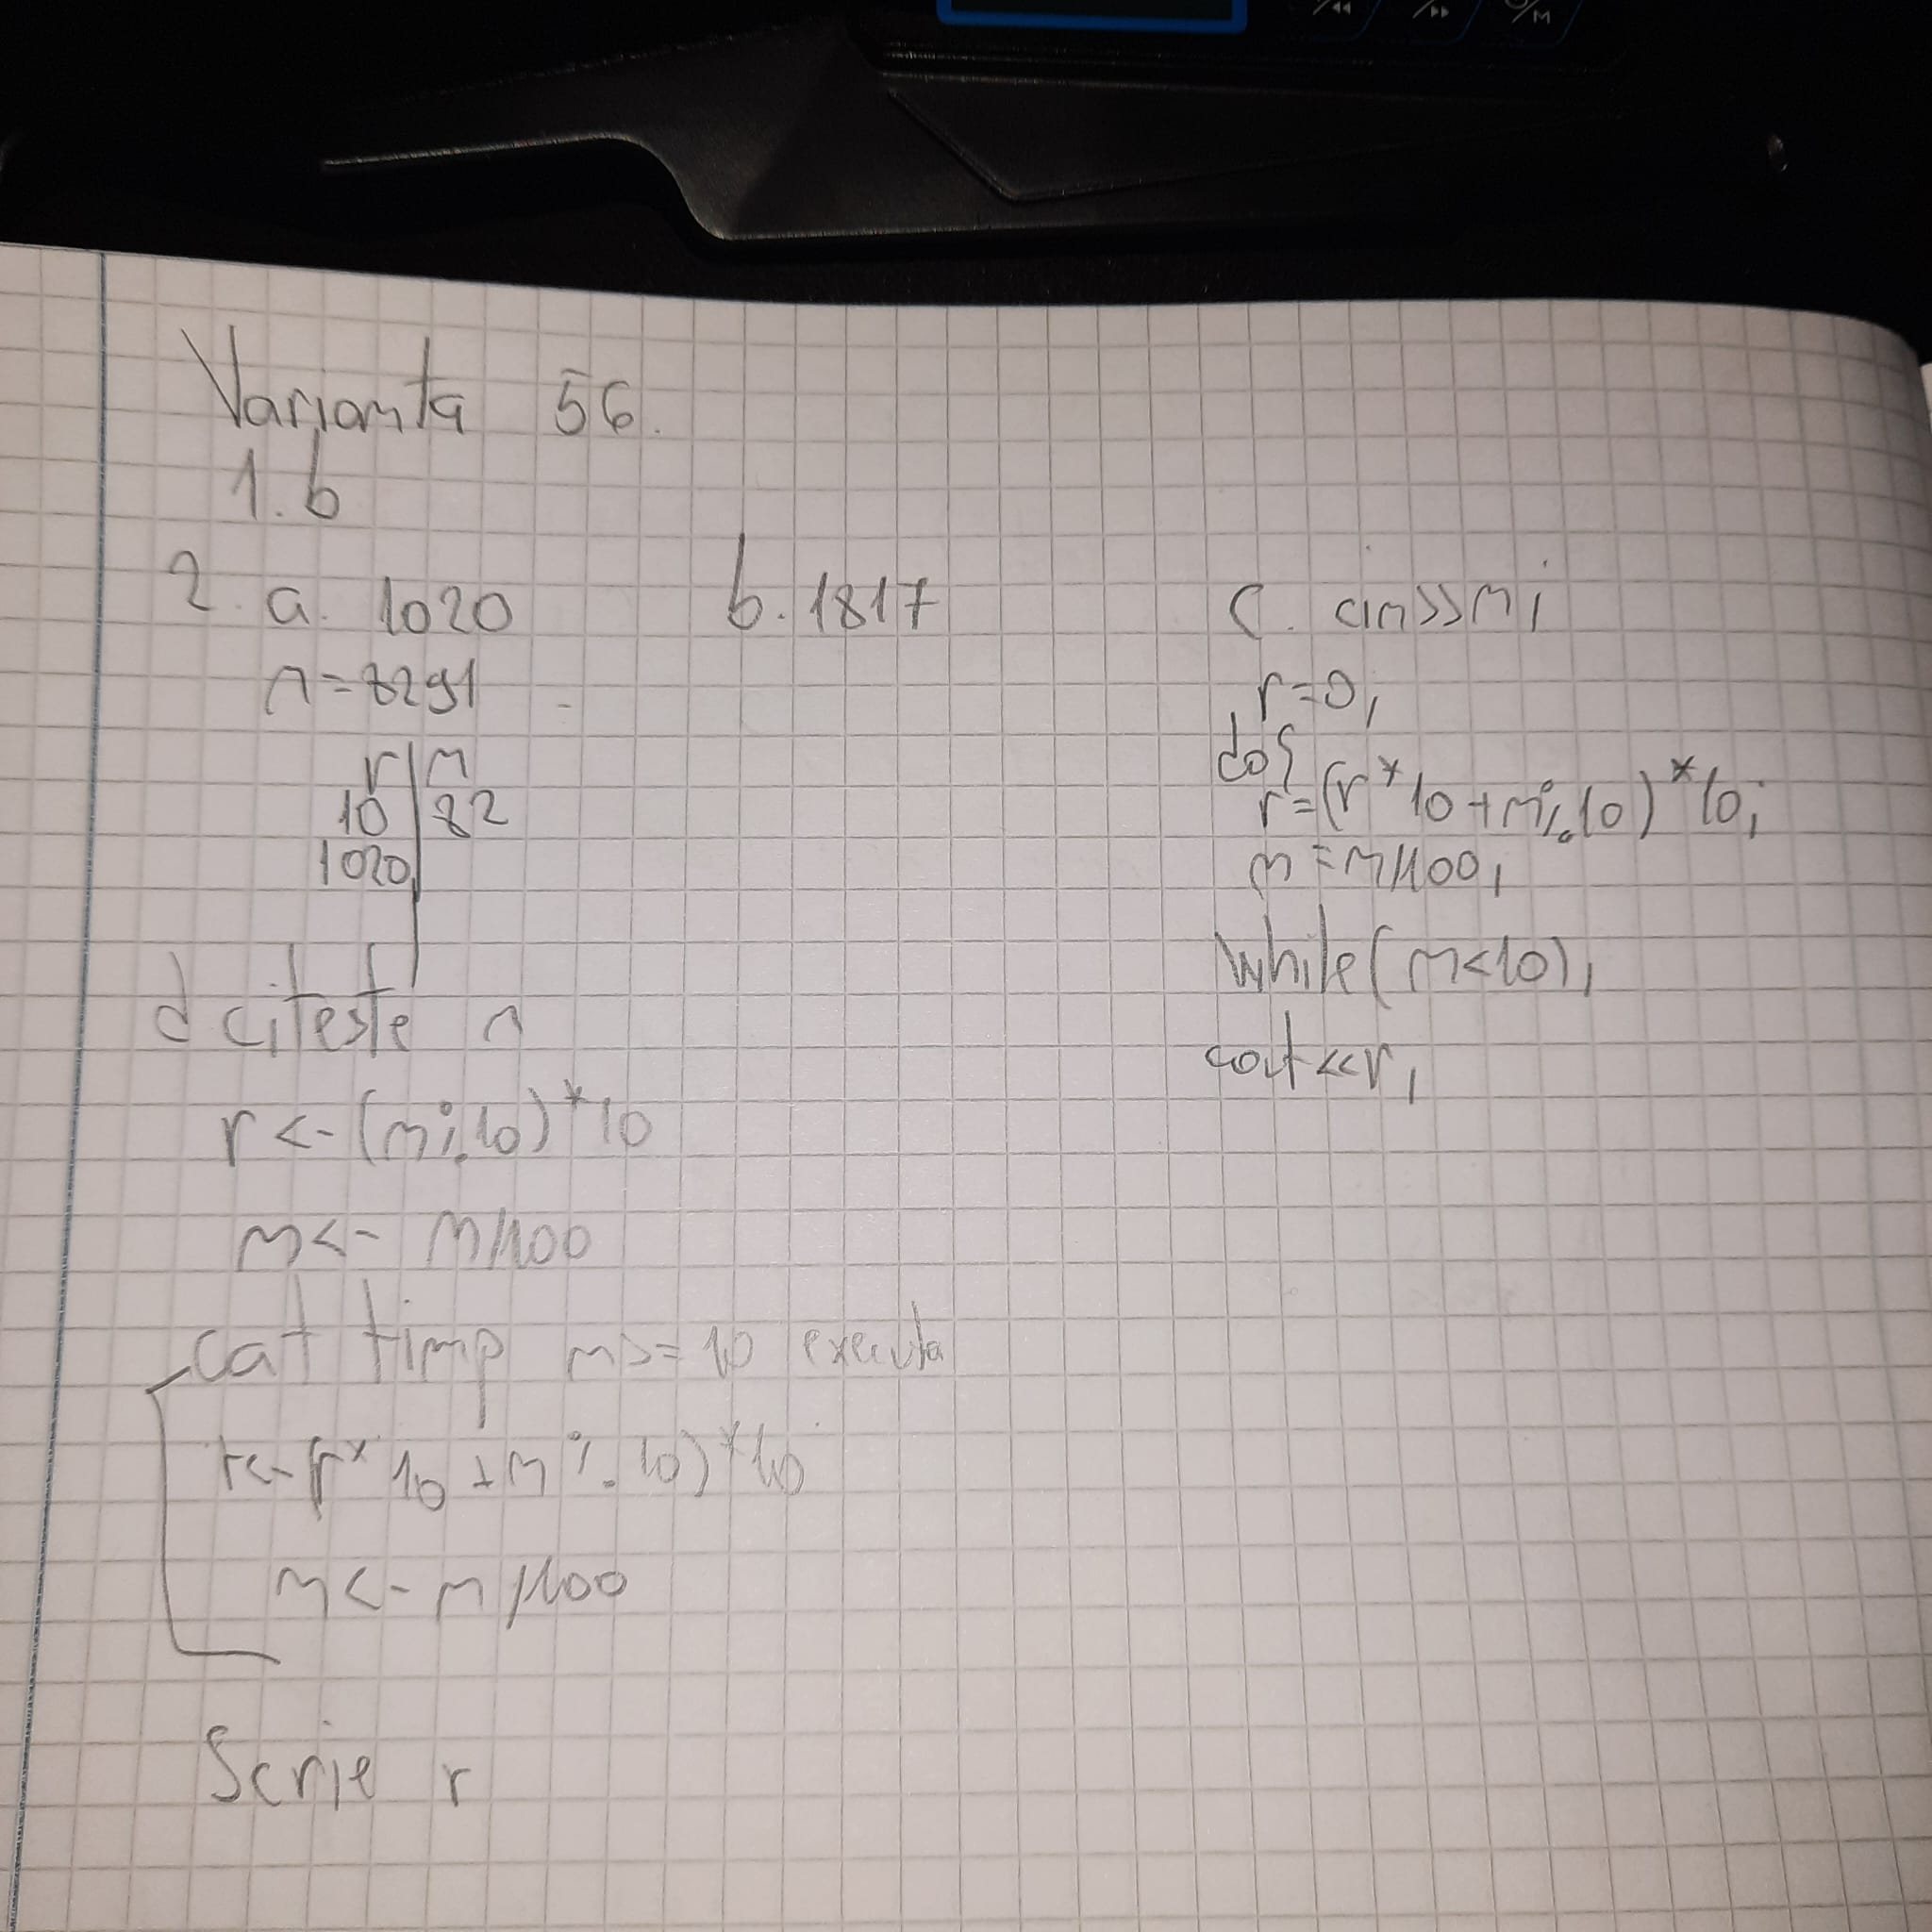 Varianta 56.
1. b
2. a. 1020
n=8291
r | n
10 | 82
1020
b. 1817
c. cin>>n;
r=0;
do{
r=(r*10+n%10)*10;
n=n/100;
while(n<10);
cout<<r;
d citeste n
r<-(n%10)*10
n<- n/100
cat timp n>=10 executa
r<-(r*10+n%10)*10
n<-n/100
Scrie r